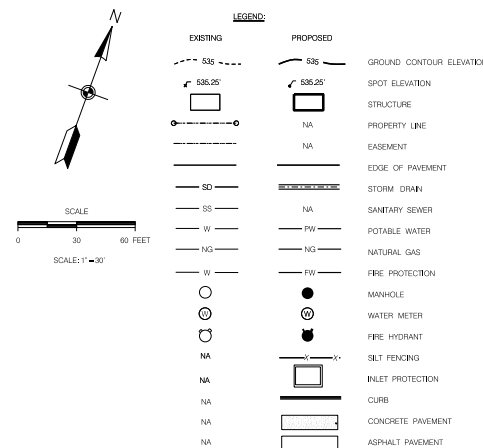 N
LEGEND:
EXISTING PROPOSED
535 535 GROUND CONTOUR ELEVATIO
535.25' 535.25' SPOT ELEVATION
STRUCTURE
NA PROPERTY LINE
NA EASEMENT
EDGE OF PAVEMENT
SD STORM DRAIN
SS NA SANITARY SEWER
W PW POTABLE WATER
NG NG NATURAL GAS
W FW FIRE PROTECTION
MANHOLE
W W WATER METER
FIRE HYDRANT
NA X X SILT FENCING
NA INLET PROTECTION
NA CURB
NA CONCRETE PAVEMENT
NA ASPHALT PAVEMENT
SCALE
0 30 60 FEET
SCALE: 1" = 30'